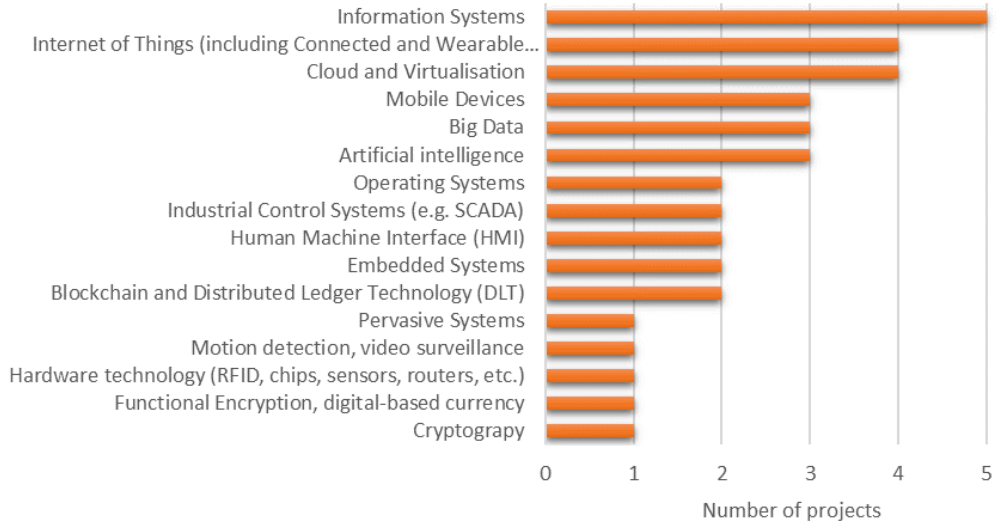 Information Systems
Internet of Things (including Connected and Wearable...
Cloud and Virtualisation
Mobile Devices
Big Data
Artificial intelligence
Operating Systems
Industrial Control Systems (e.g. SCADA)
Human Machine Interface (HMI)
Embedded Systems
Blockchain and Distributed Ledger Technology (DLT)
Pervasive Systems
Motion detection, video surveillance
Hardware technology (RFID, chips, sensors, routers, etc.)
Functional Encryption, digital-based currency
Cryptograpy
0 1 2 3 4 5
Number of projects